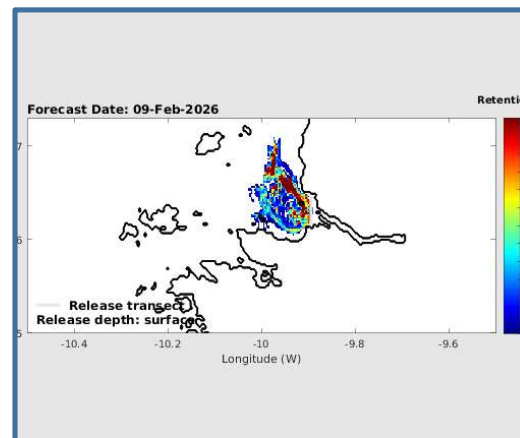 Retentio
Forecast Date: 09-Feb-2026
7
6
5
Release transect
Release depth: surface
-10.4 -10.2 -10 -9.8 -9.6
Longitude (W)